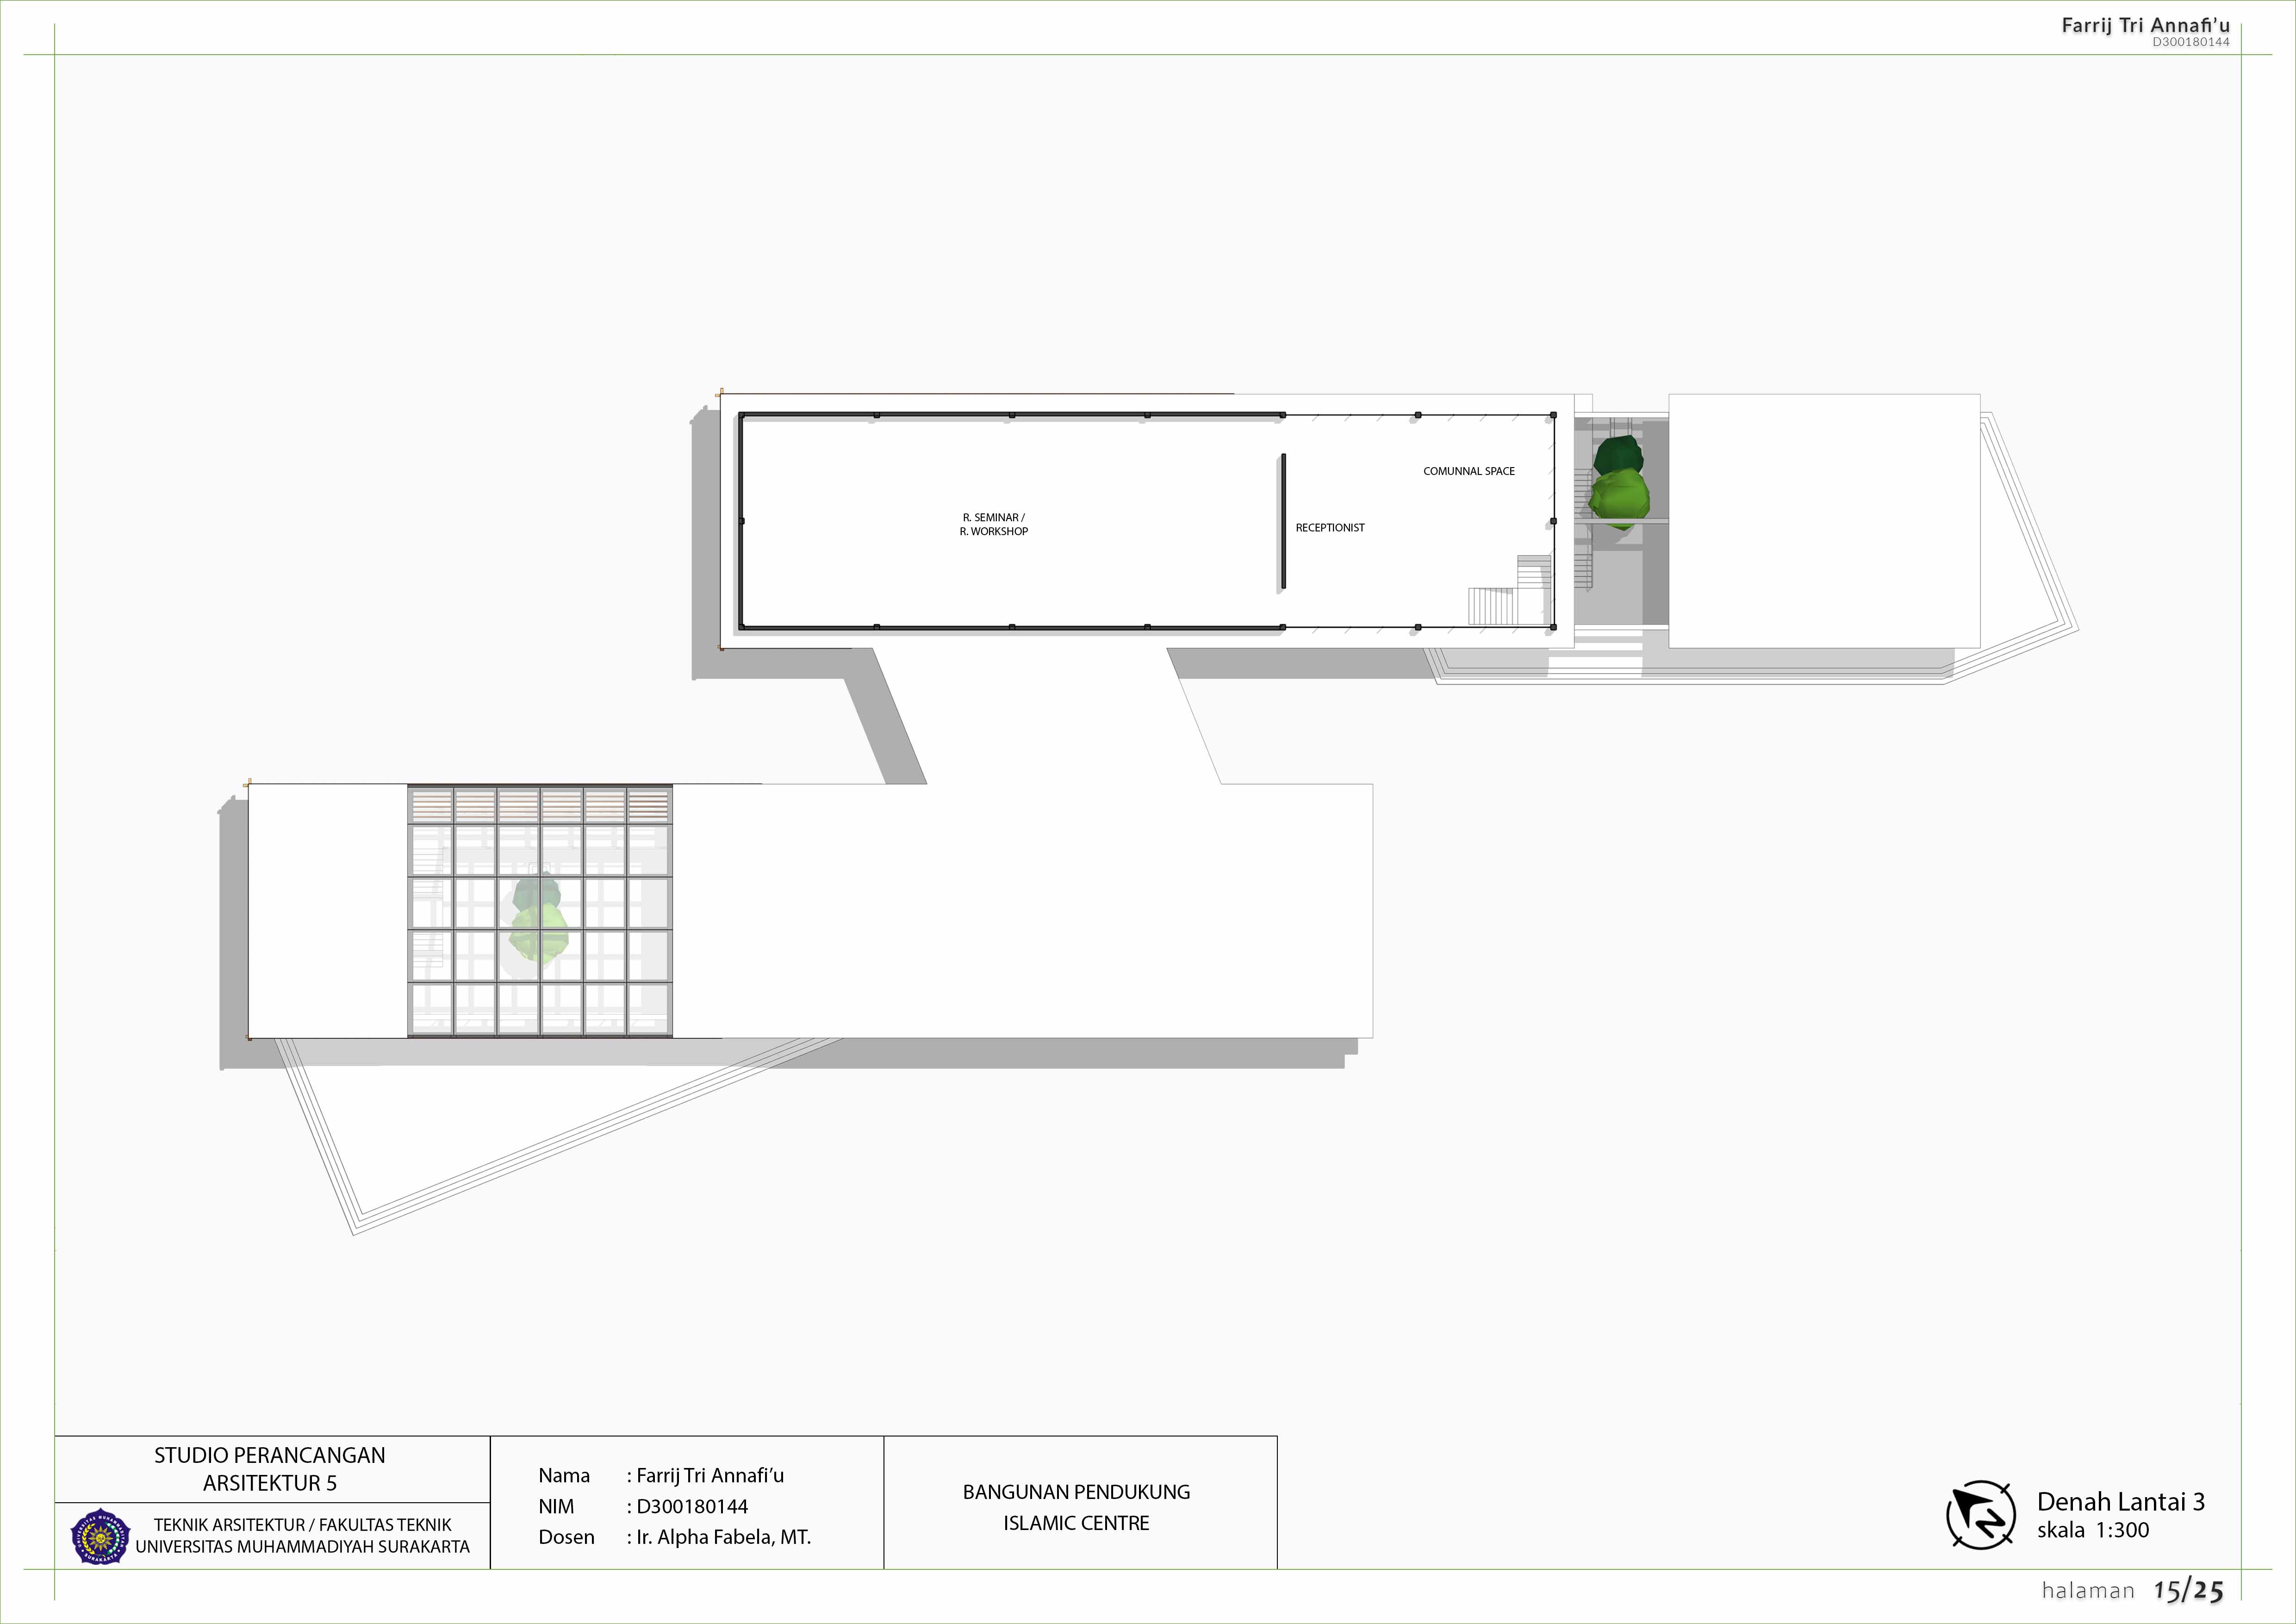 Farrij Tri Annafi’u
D300180144
COMUNNAL SPACE
R. SEMINAR /
R. WORKSHOP
RECEPTIONIST
STUDIO PERANCANGAN
ARSITEKTUR 5
TEKNIK ARSITEKTUR / FAKULTAS TEKNIK
UNIVERSITAS MUHAMMADIYAH SURAKARTA
Nama : Farrij Tri Annafi’u
NIM : D300180144
Dosen : Ir. Alpha Fabela, MT.
BANGUNAN PENDUKUNG
ISLAMIC CENTRE
N
Denah Lantai 3
skala 1:300
halaman 15/25